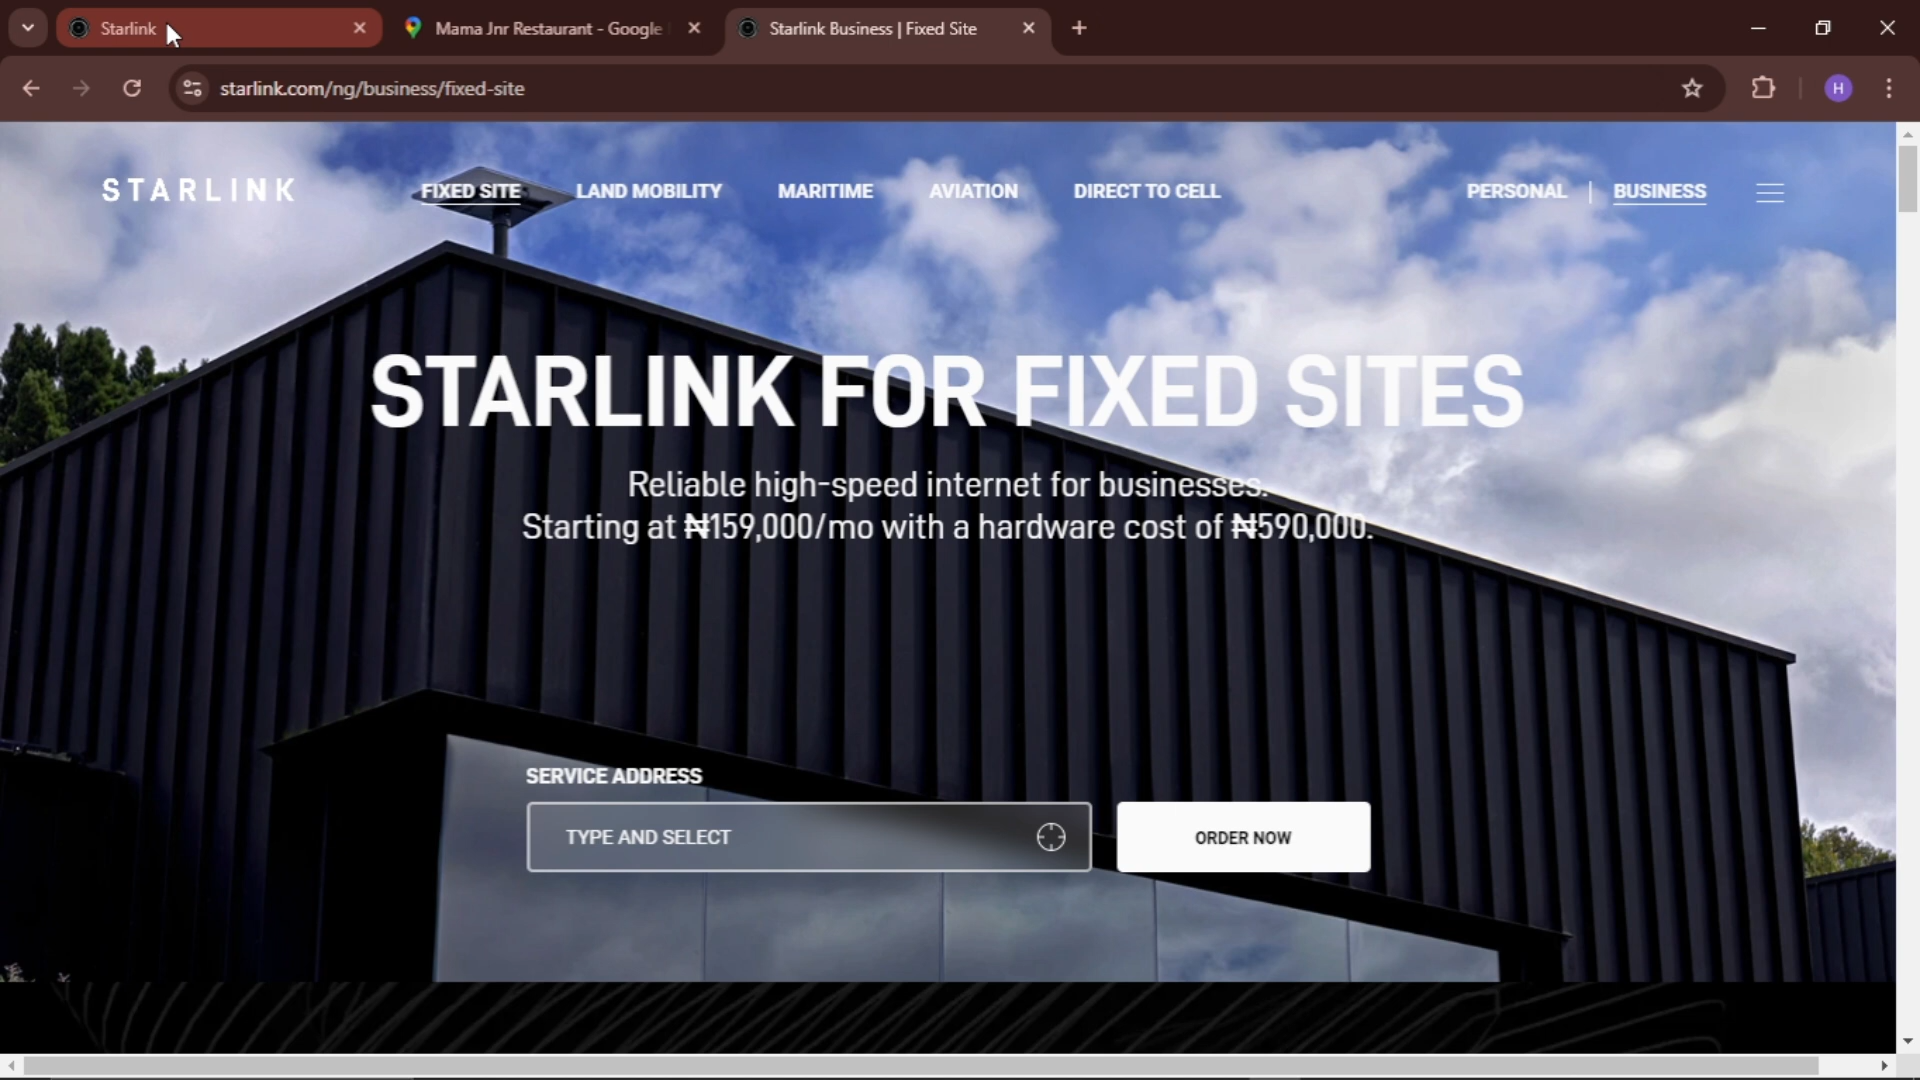 Starlink
Mama Jnr Restaurant - Google
Starlink Business | Fixed Site
starlink.com/ng/business/fixed-site
H
STARLINK
FIXED SITE
LAND MOBILITY
MARITIME
AVIATION
DIRECT TO CELL
PERSONAL | BUSINESS
STARLINK FOR FIXED SITES
Reliable high-speed internet for businesses.
Starting at ₦159,000/mo with a hardware cost of ₦590,000.
SERVICE ADDRESS
TYPE AND SELECT
ORDER NOW